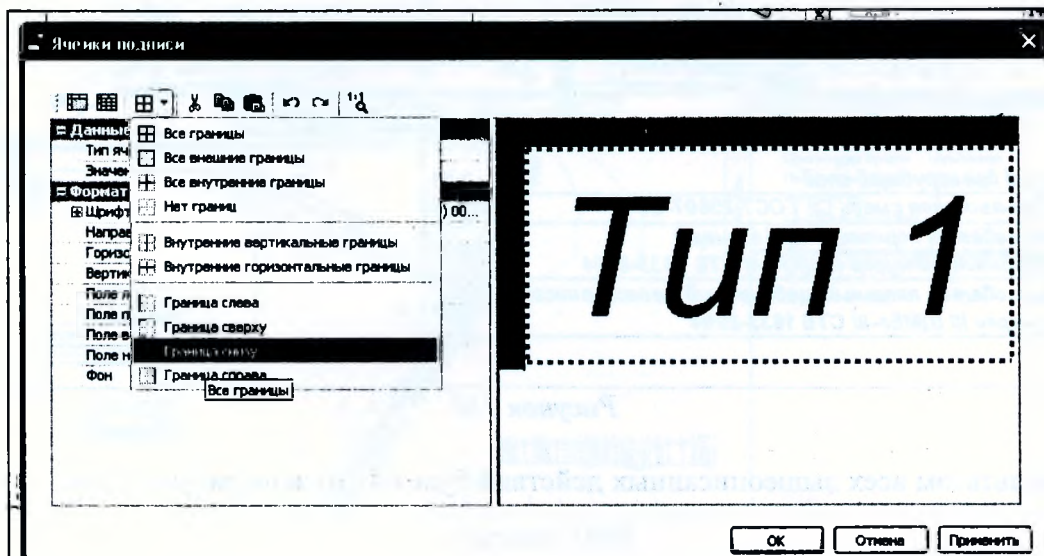 Ячейки подписи
Данные
Тип яч
Значен
Формат
Шрифт
) 00...
Направ
Горизо
Вертик
Поле л
Поле п
Поле в
Поле н
Фон
Все границы
Все внешние границы
Все внутренние границы
Нет границ
Внутренние вертикальные границы
Внутренние горизонтальные границы
Граница слева
Граница сверху
Граница снизу
Граница справа
Все границы
Тип 1
ОК
Отмена
Применить